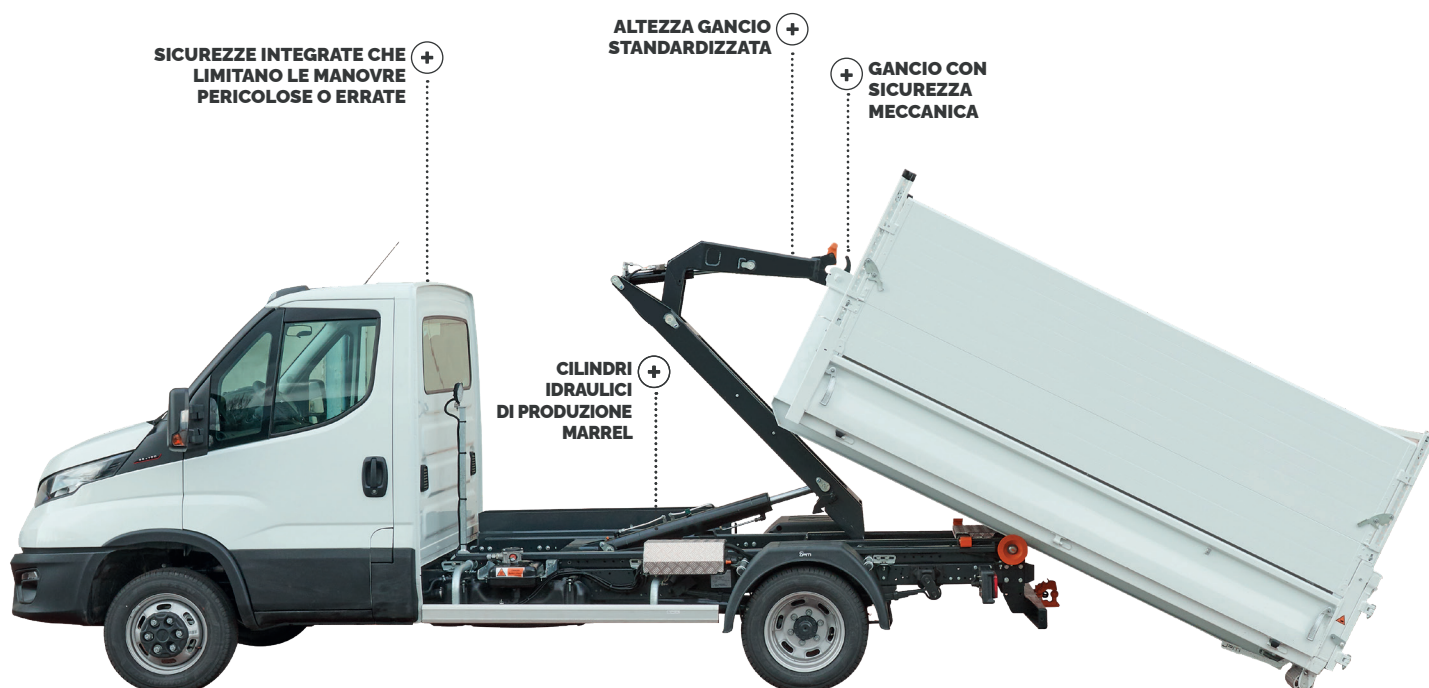 SICUREZZE INTEGRATE CHE
LIMITANO LE MANOVRE
PERICOLOSE O ERRATE
ALTEZZA GANCIO
STANDARDIZZATA
GANCIO CON
SICUREZZA
MECCANICA
CILINDRI
IDRAULICI
DI PRODUZIONE
MARREL